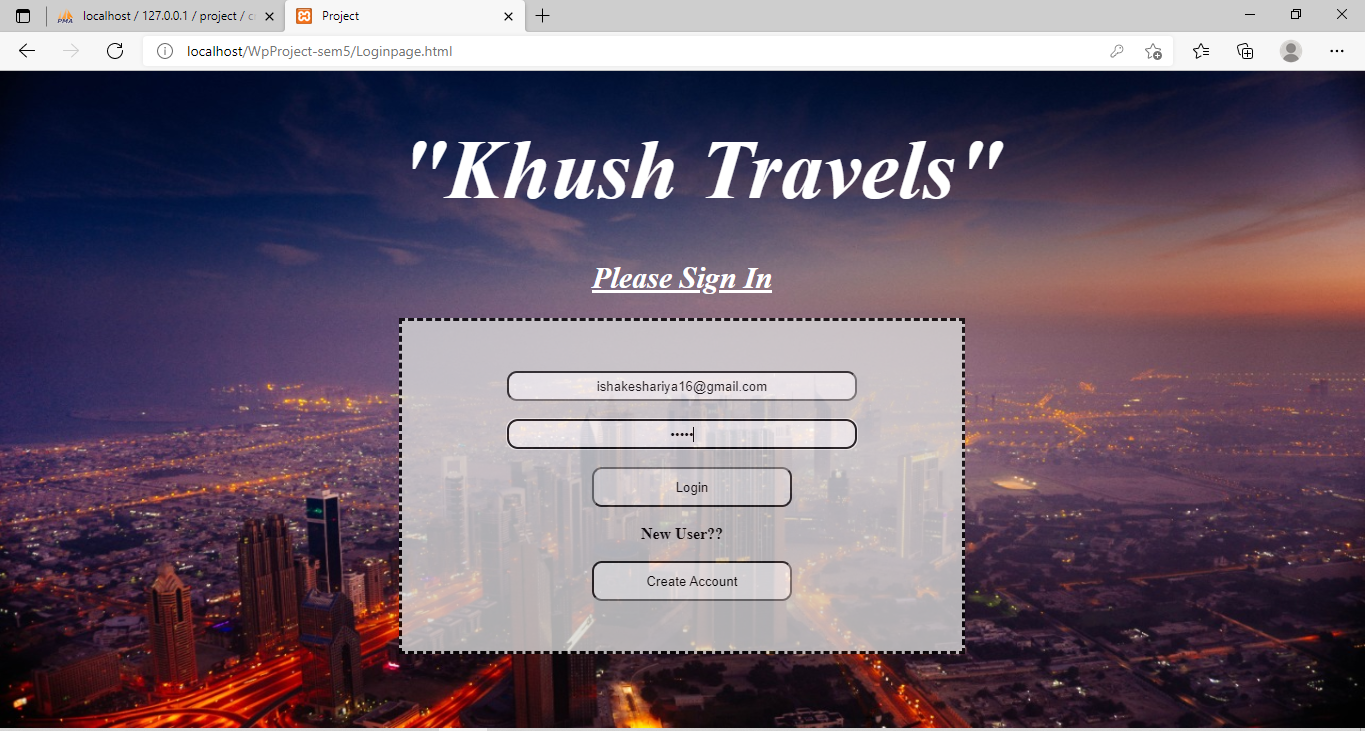 localhost / 127.0.0.1 / project / c
Project
localhost/WpProject-sem5/Loginpage.html
"Khush Travels"
Please Sign In
ishakeshariya16@gmail.com
•••••
Login
New User??
Create Account